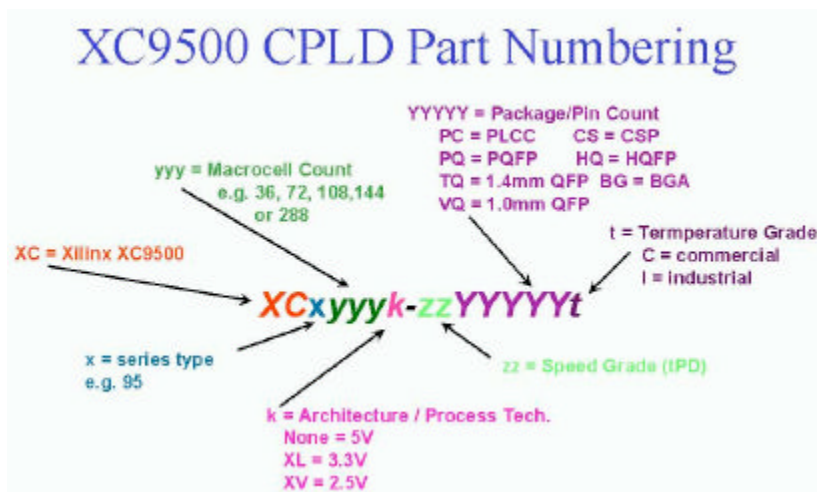 XC9500 CPLD Part Numbering
YYYYY = Package/Pin Count
PC = PLCC CS = CSP
PQ = PQFP HQ = HQFP
TQ = 1.4mm QFP BG = BGA
VQ = 1.0mm QFP
yyy = Macrocell Count
e.g. 36, 72, 108,144
or 288
t = Termperature Grade
C = commercial
I = industrial
XC = Xilinx XC9500
XCxyyyk-zzYYYYYt
x = series type
e.g. 95
zz = Speed Grade (tPD)
k = Architecture / Process Tech.
None = 5V
XL = 3.3V
XV = 2.5V